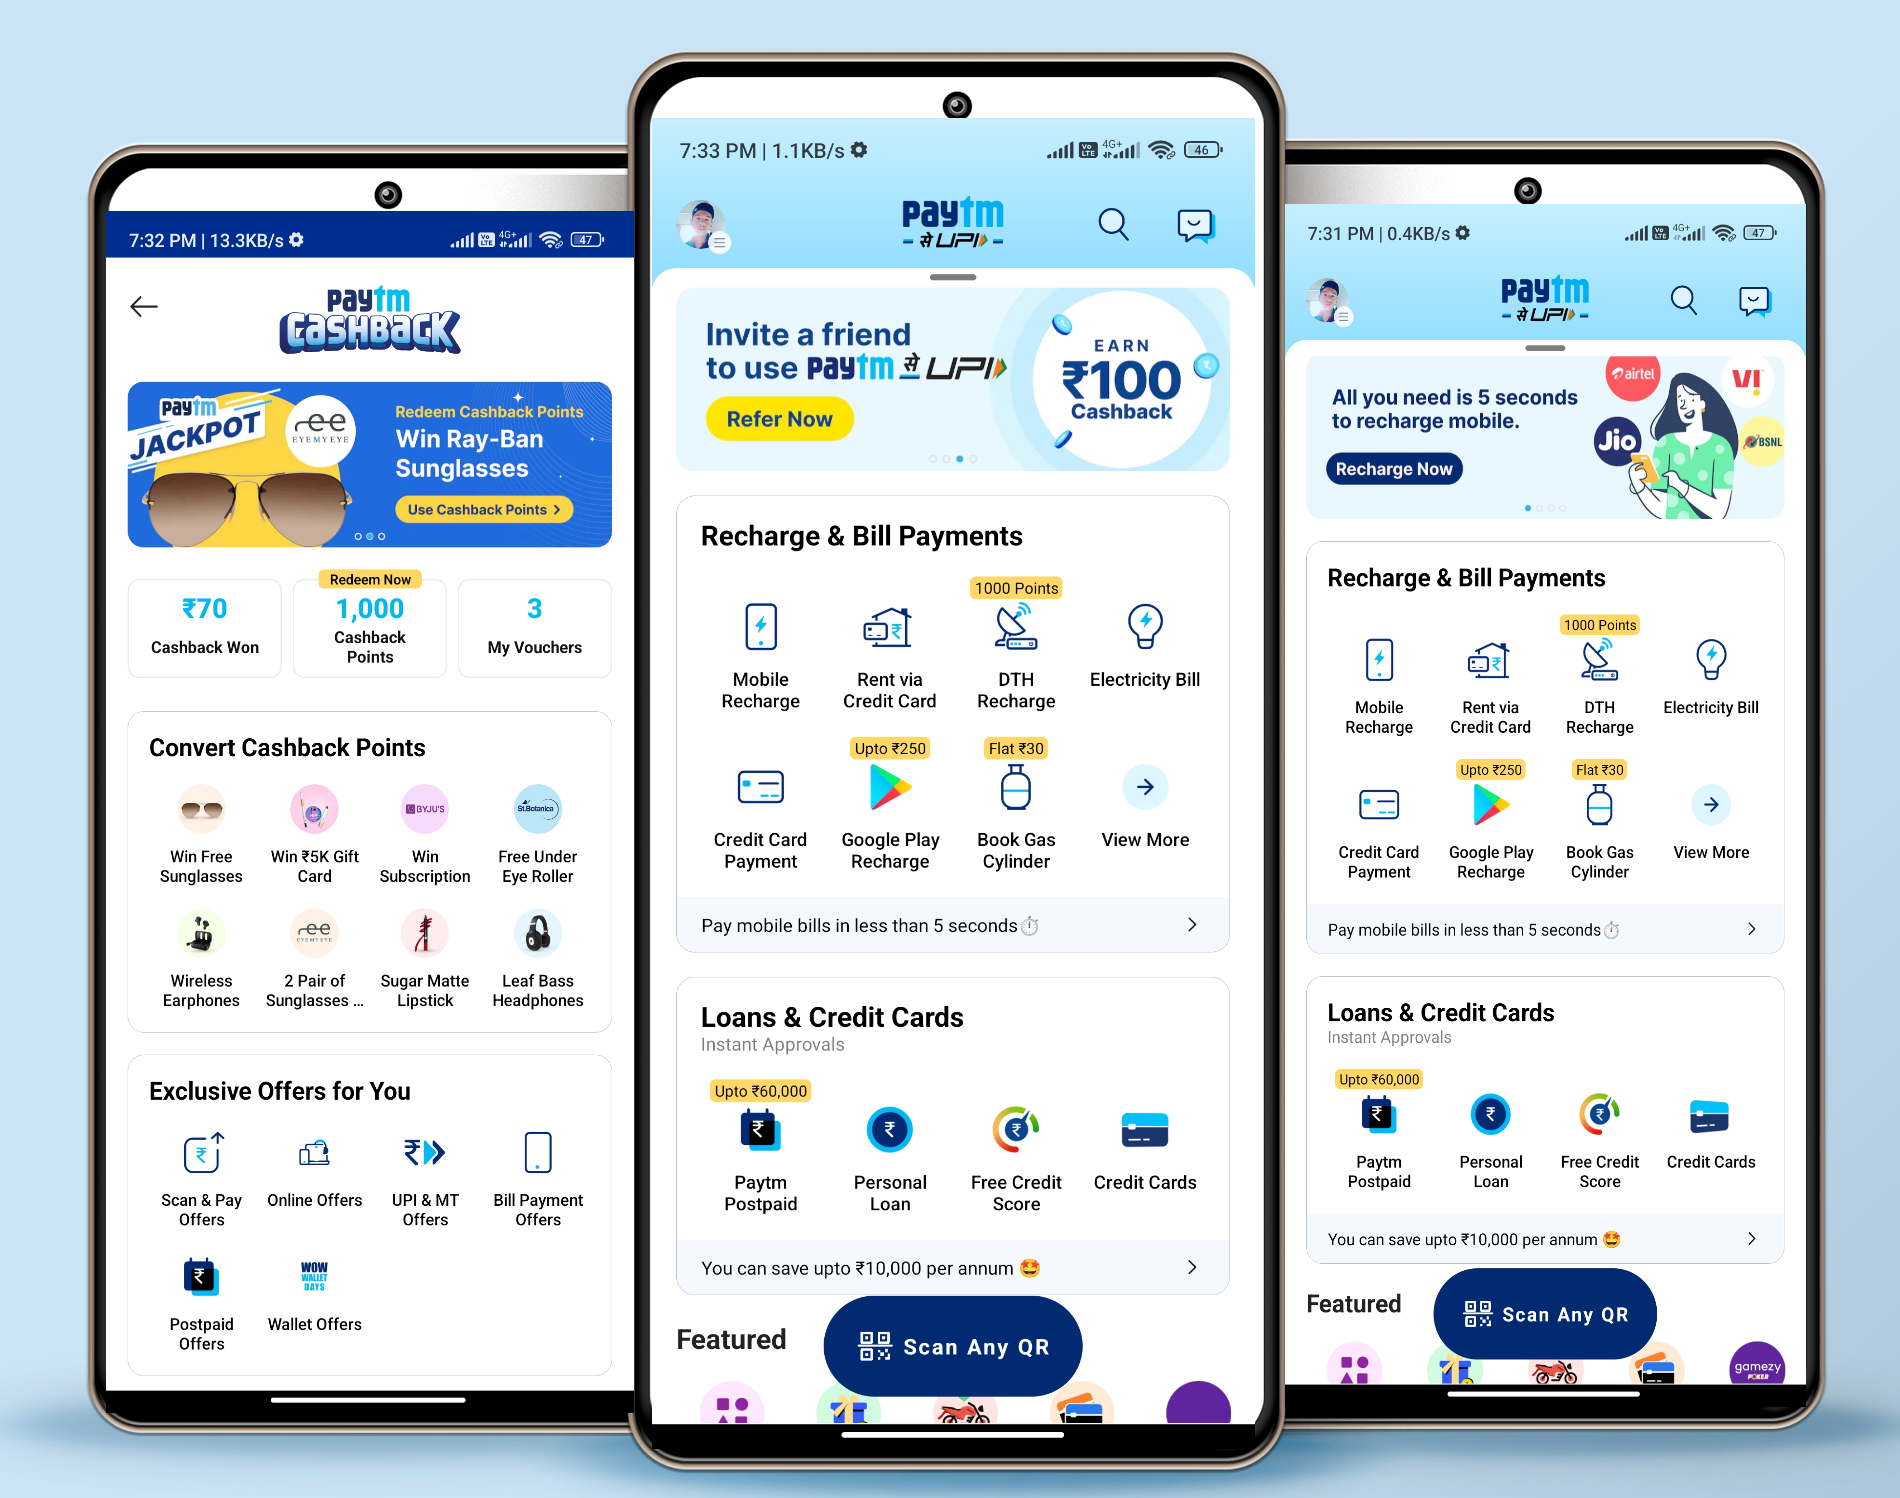 7:32 PM | 13.3KB/s
Vo LTE 4G+ 47
paytm
CASHBACK
paytm
JACKPOT
ee
EYEMYEYE
Redeem Cashback Points
Win Ray-Ban
Sunglasses
Use Cashback Points >
Redeem Now
₹70
1,000
3
Cashback Won
Cashback
Points
My Vouchers
Convert Cashback Points
BYJU'S
St.Botanica
Win Free
Sunglasses
Win ₹5K Gift
Card
Win
Subscription
Free Under
Eye Roller
ee
EYEMYEYE
Wireless
Earphones
2 Pair of
Sunglasses ...
Sugar Matte
Lipstick
Leaf Bass
Headphones
Exclusive Offers for You
₹
₹
Scan & Pay
Offers
Online Offers
UPI & MT
Offers
Bill Payment
Offers
₹
WOW
WALLET
DAYS
Postpaid
Offers
Wallet Offers
7:33 PM | 1.1KB/s
Vo LTE 4G+ 46
paytm
से UPI
Invite a friend
to use paytm से UPI
Refer Now
EARN
₹100
Cashback
₹
Recharge & Bill Payments
1000 Points
₹
Mobile
Recharge
Rent via
Credit Card
DTH
Recharge
Electricity Bill
Upto ₹250
Flat ₹30
Credit Card
Payment
Google Play
Recharge
Book Gas
Cylinder
View More
Pay mobile bills in less than 5 seconds
Loans & Credit Cards
Instant Approvals
Upto ₹60,000
₹
₹
₹
Paytm
Postpaid
Personal
Loan
Free Credit
Score
Credit Cards
You can save upto ₹10,000 per annum 🤩
Featured
Scan Any QR
7:31 PM | 0.4KB/s
Vo LTE 4G+ 47
paytm
से UPI
All you need is 5 seconds
to recharge mobile.
Recharge Now
airtel
VI
Jio
BSNL
Recharge & Bill Payments
1000 Points
₹
Mobile
Recharge
Rent via
Credit Card
DTH
Recharge
Electricity Bill
Upto ₹250
Flat ₹30
Credit Card
Payment
Google Play
Recharge
Book Gas
Cylinder
View More
Pay mobile bills in less than 5 seconds
Loans & Credit Cards
Instant Approvals
Upto ₹60,000
₹
₹
₹
Paytm
Postpaid
Personal
Loan
Free Credit
Score
Credit Cards
You can save upto ₹10,000 per annum 🤩
Featured
Scan Any QR
gamezy
POKER